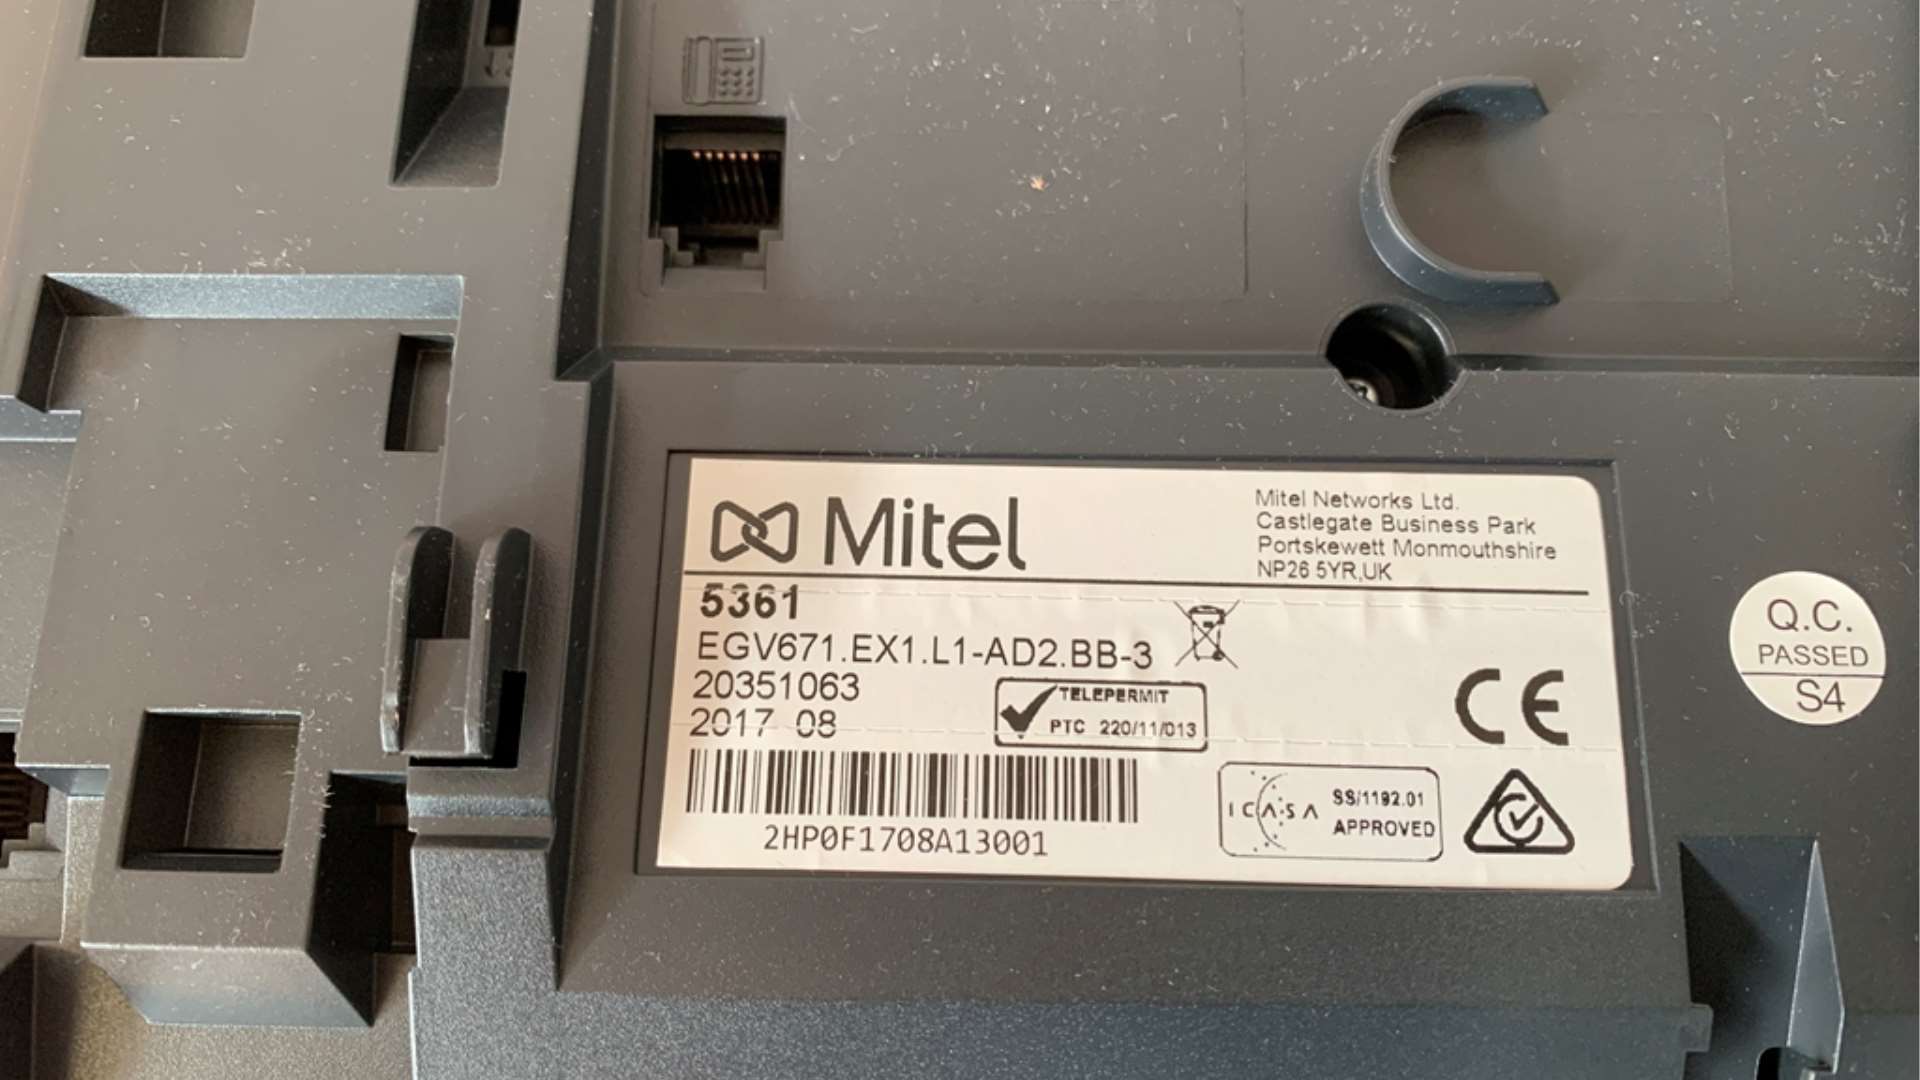 Mitel
Mitel Networks Ltd.
Castlegate Business Park
Portskewett Monmouthshire
NP26 5YR,UK
5361
EGV671.EX1.L1-AD2.BB-3
20351063
2017 08
TELEPERMIT
PTC 220/11/013
CE
2HP0F1708A13001
ICASA
SS/1192.01
APPROVED
Q.C.
PASSED
S4